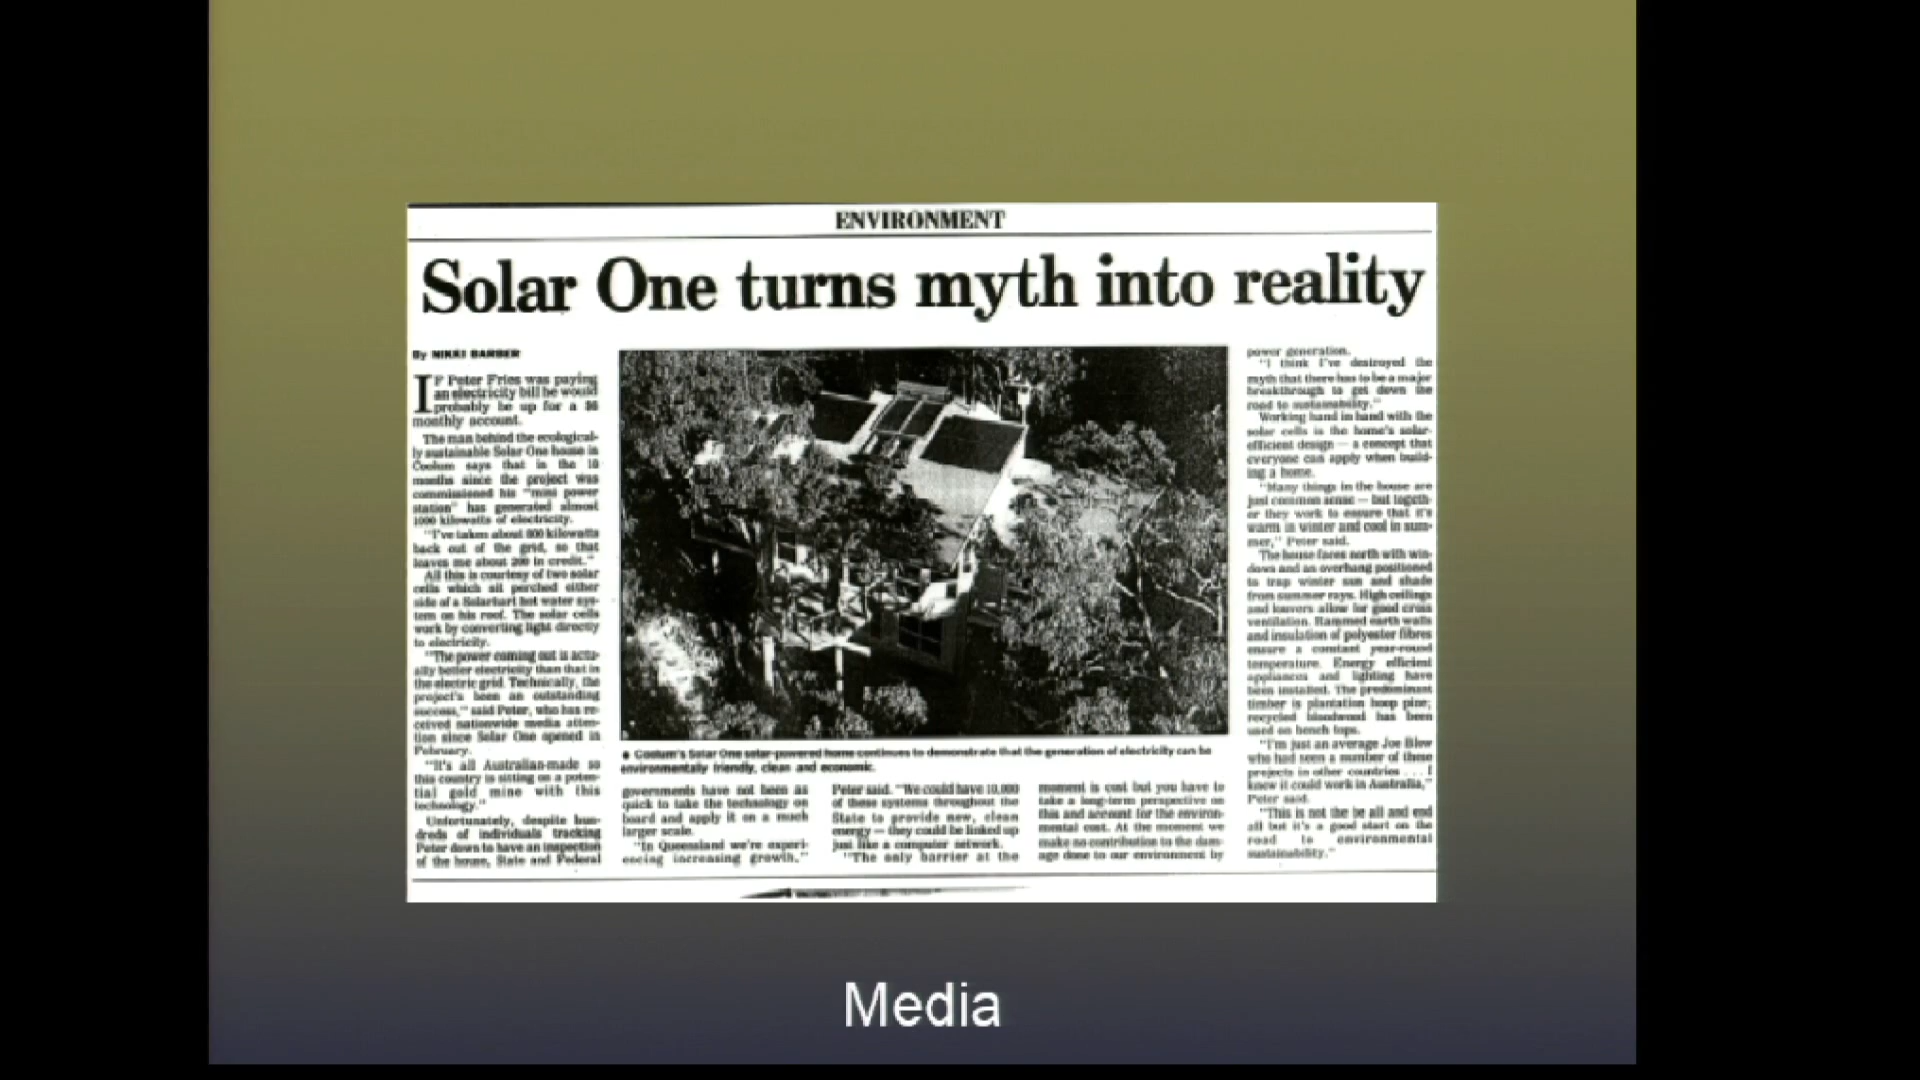 ENVIRONMENT
Solar One turns myth into reality
By NIKKI BARBER
IF Peter Fries was paying
an electricity bill he would
probably be up for a $6
monthly account.
The man behind the ecological-
ly sustainable Solar One house in
Coolum says that in the 10
months since the project was
commissioned his "mini power
station" has generated almost
1000 kilowatts of electricity.
"I've taken about 800 kilowatts
back out of the grid, so that
leaves me about 200 in credit."
All this is courtesy of two solar
cells which sit perched either
side of a Solarhart hot water sys-
tem on his roof. The solar cells
work by converting light directly
to electricity.
"The power coming out is actu-
ally better electricity than that in
the electric grid. Technically, the
project's been an outstanding
success," said Peter, who has re-
ceived nationwide media atten-
tion since Solar One opened in
February.
"It's all Australian-made so
this country is sitting on a poten-
tial gold mine with this
technology."
Unfortunately, despite hun-
dreds of individuals tracking
Peter down to have an inspection
of the house, State and Federal
● Coolum's Solar One solar-powered home continues to demonstrate that the generation of electricity can be
environmentally friendly, clean and economic.
governments have not been as
quick to take the technology on
board and apply it on a much
larger scale.
"In Queensland we're experi-
encing increasing growth,"
Peter said. "We could have 10,000
of these systems throughout the
State to provide new, clean
energy — they could be linked up
just like a computer network.
"The only barrier at the
moment is cost but you have to
take a long-term perspective on
this and account for the environ-
mental cost. At the moment we
make no contribution to the dam-
age done to our environment by
power generation.
"I think I've destroyed the
myth that there has to be a major
breakthrough to get down the
road to sustainability."
Working hand in hand with the
solar cells is the home's solar-
efficient design — a concept that
everyone can apply when build-
ing a home.
"Many things in the house are
just common sense — but togeth-
er they work to ensure that it's
warm in winter and cool in sum-
mer," Peter said.
The house faces north with win-
dows and an overhang positioned
to trap winter sun and shade
from summer rays. High ceilings
and louvers allow for good cross
ventilation. Rammed earth walls
and insulation of polyester fibres
ensure a constant year-round
temperature. Energy efficient
appliances and lighting have
been installed. The predominant
timber is plantation hoop pine;
recycled bloodwood has been
used on bench tops.
"I'm just an average Joe Blow
who had seen a number of these
projects in other countries . . . I
knew it could work in Australia,"
Peter said.
"This is not the be all and end
all but it's a good start on the
road to environmental
sustainability."
Media